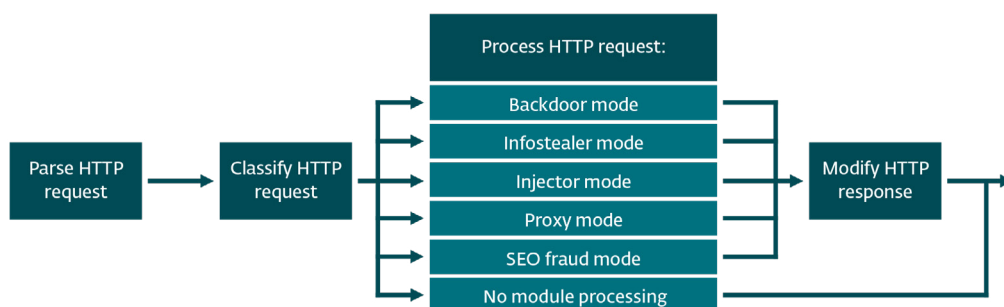 Process HTTP request:
Backdoor mode
Infostealer mode
Parse HTTP
request
Classify HTTP
request
Injector mode
Modify HTTP
response
Proxy mode
SEO fraud mode
No module processing